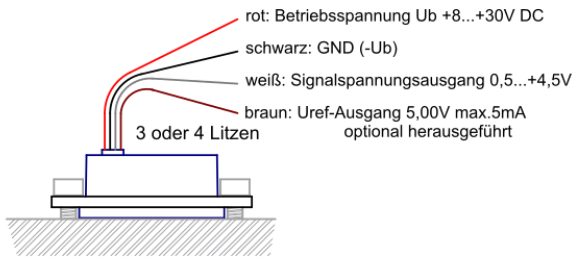 rot: Betriebsspannung Ub +8...+30V DC
schwarz: GND (-Ub)
weiß: Signalspannungsausgang 0,5...+4,5V
braun: Uref-Ausgang 5,00V max.5mA
optional herausgeführt
3 oder 4 Litzen